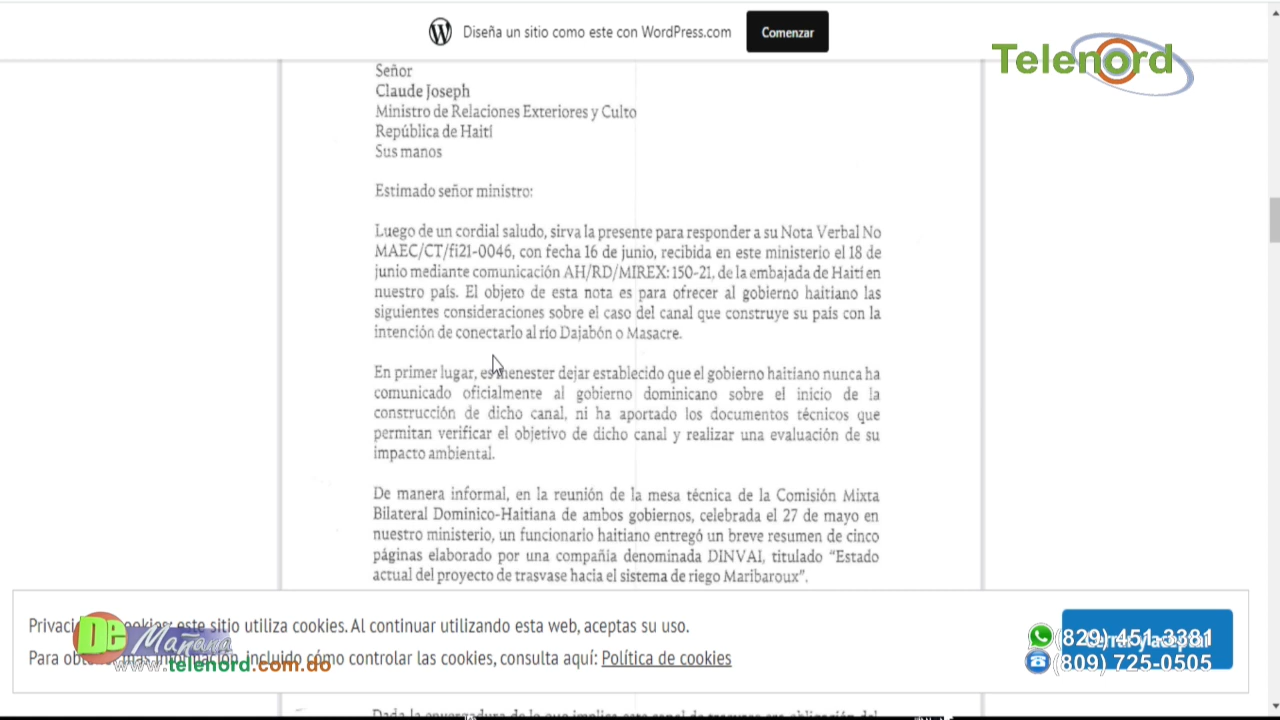 Diseña un sitio como este con WordPress.com
Comenzar
Telenord
Señor
Claude Joseph
Ministro de Relaciones Exteriores y Culto
República de Haití
Sus manos
Estimado señor ministro:
Luego de un cordial saludo, sirva la presente para responder a su Nota Verbal No
MAEC/CT/fi21-0046, con fecha 16 de junio, recibida en este ministerio el 18 de
junio mediante comunicación AH/RD/MIREX: 150-21, de la embajada de Haití en
nuestro país. El objeto de esta nota es para ofrecer al gobierno haitiano las
siguientes consideraciones sobre el caso del canal que construye su país con la
intención de conectarlo al río Dajabón o Masacre.
En primer lugar, es menester dejar establecido que el gobierno haitiano nunca ha
comunicado oficialmente al gobierno dominicano sobre el inicio de la
construcción de dicho canal, ni ha aportado los documentos técnicos que
permitan verificar el objetivo de dicho canal y realizar una evaluación de su
impacto ambiental.
De manera informal, en la reunión de la mesa técnica de la Comisión Mixta
Bilateral Dominico-Haitiana de ambos gobiernos, celebrada el 27 de mayo en
nuestro ministerio, un funcionario haitiano entregó un breve resumen de cinco
páginas elaborado por una compañía denominada DINVAI, titulado “Estado
actual del proyecto de trasvase hacia el sistema de riego Maribaroux”.
este sitio utiliza cookies. Al continuar utilizando esta web, aceptas su uso.
incluido cómo controlar las cookies, consulta aquí: Política de cookies
De Mañana
www.telenord.com.do
(829) 451-3381
Cerrar y aceptar
(809) 725-0505